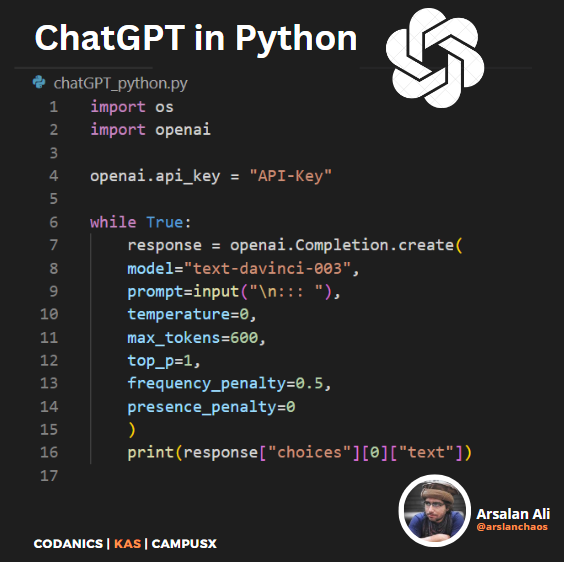 ChatGPT in Python
chatGPT_python.py
1 import os
2 import openai
3
4 openai.api_key = "API-Key"
5
6 while True:
7 response = openai.Completion.create(
8 model="text-davinci-003",
9 prompt=input("\n::: "),
10 temperature=0,
11 max_tokens=600,
12 top_p=1,
13 frequency_penalty=0.5,
14 presence_penalty=0
15 )
16 print(response["choices"][0]["text"])
17
Arsalan Ali
@arslanchaos
CODANICS | KAS | CAMPUSX